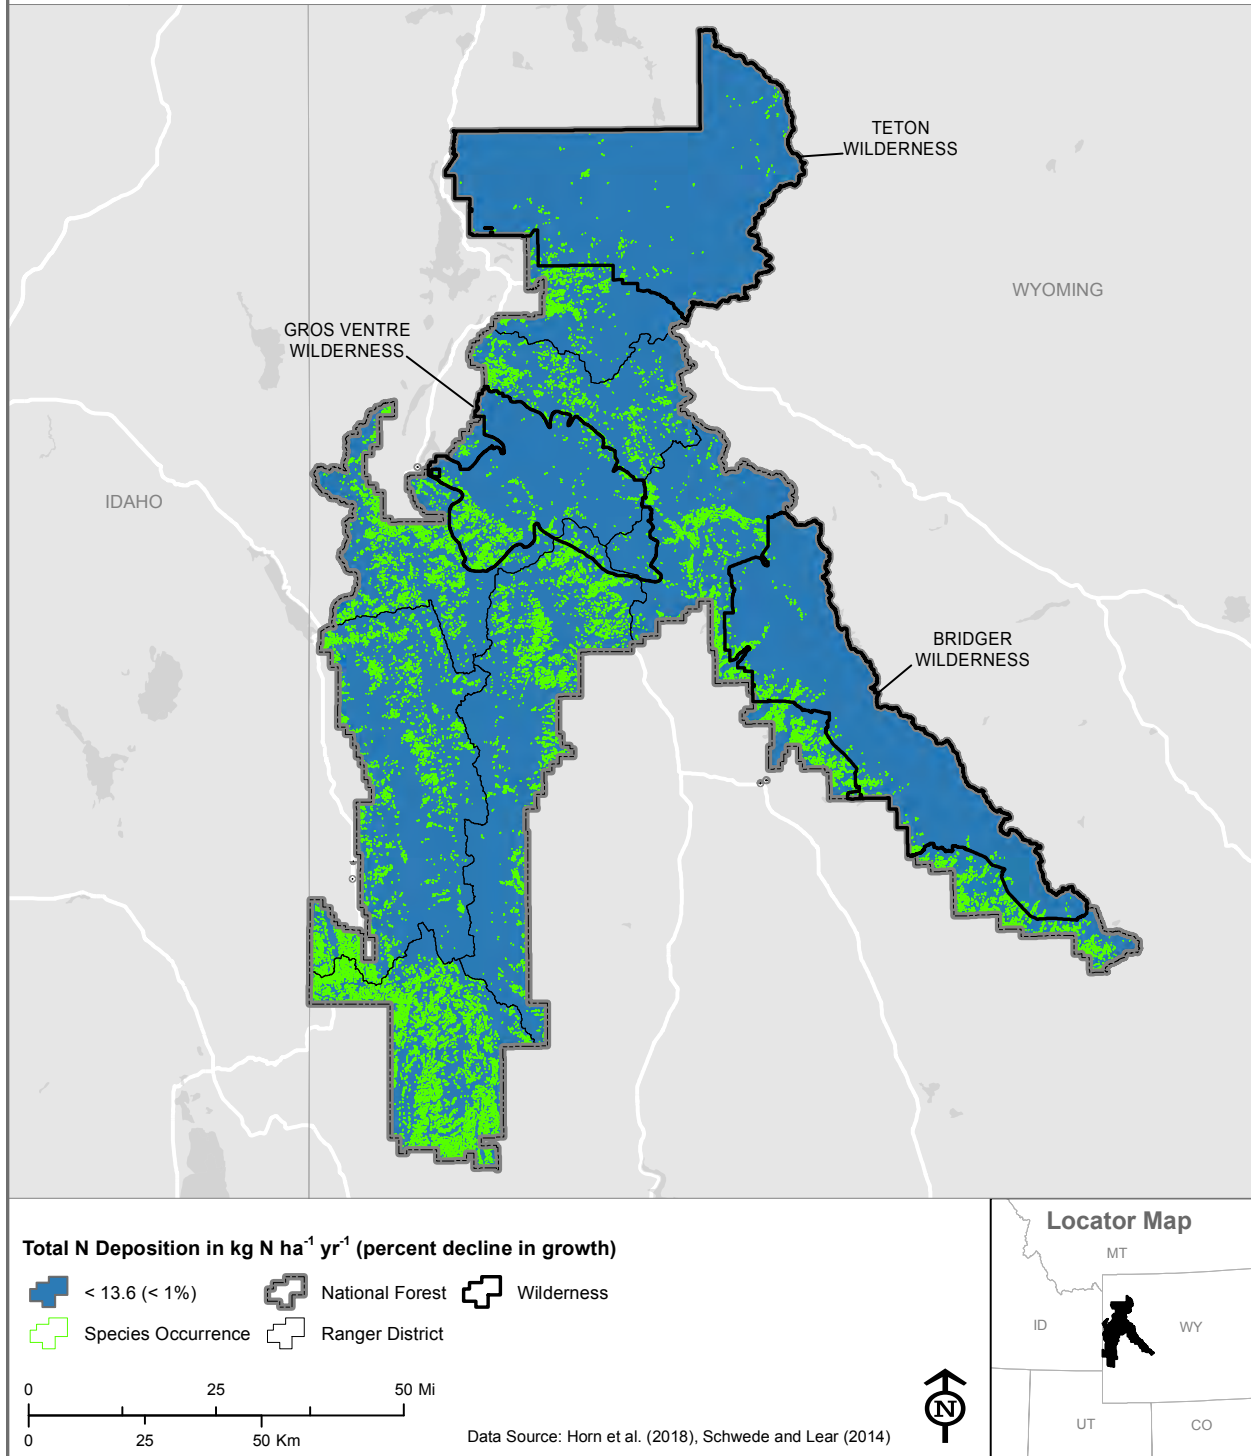 TETON
WILDERNESS
WYOMING
GROS VENTRE
WILDERNESS
IDAHO
BRIDGER
WILDERNESS
Total N Deposition in kg N ha⁻¹ yr⁻¹ (percent decline in growth)
< 13.6 (< 1%)
National Forest
Wilderness
Species Occurrence
Ranger District
0 25 50 Mi
0 25 50 Km
Data Source: Horn et al. (2018), Schwede and Lear (2014)
N
Locator Map
MT
ID
WY
UT
CO